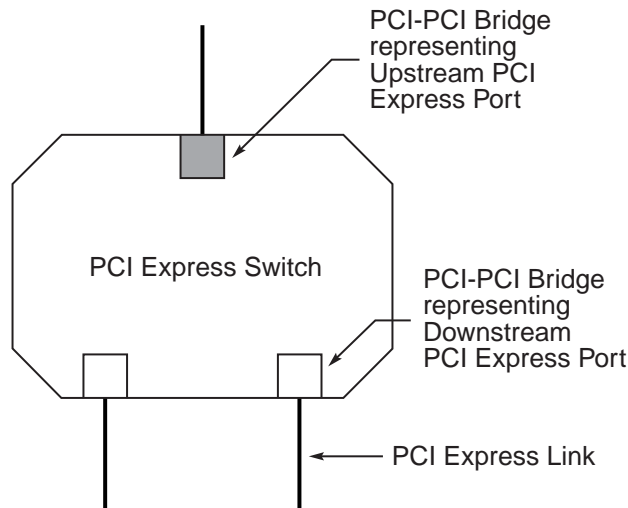 PCI-PCI Bridge
representing
Upstream PCI
Express Port
PCI Express Switch
PCI-PCI Bridge
representing
Downstream
PCI Express Port
PCI Express Link